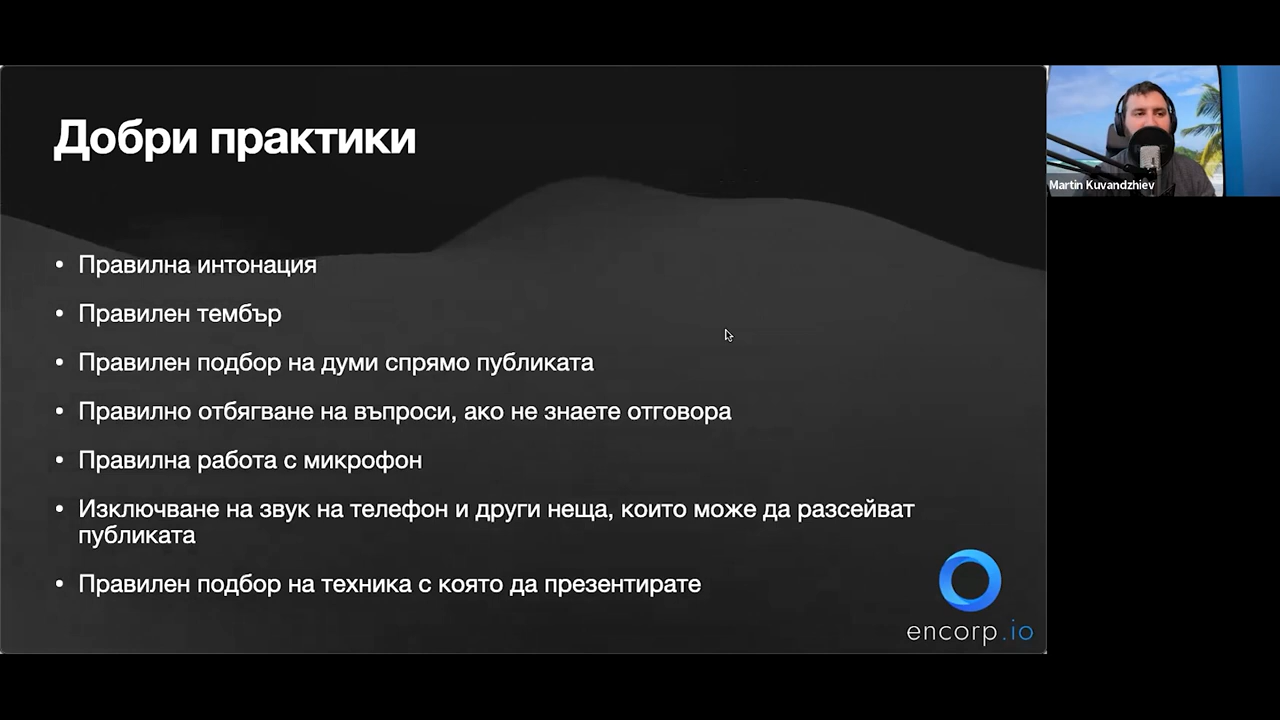 Добри практики
• Правилна интонация
• Правилен тембър
• Правилен подбор на думи спрямо публиката
• Правилно отбягване на въпроси, ако не знаете отговора
• Правилна работа с микрофон
• Изключване на звук на телефон и други неща, които може да разсейват
публиката
• Правилен подбор на техника с която да презентирате
encorp.io
Martin Kuvandzhiev